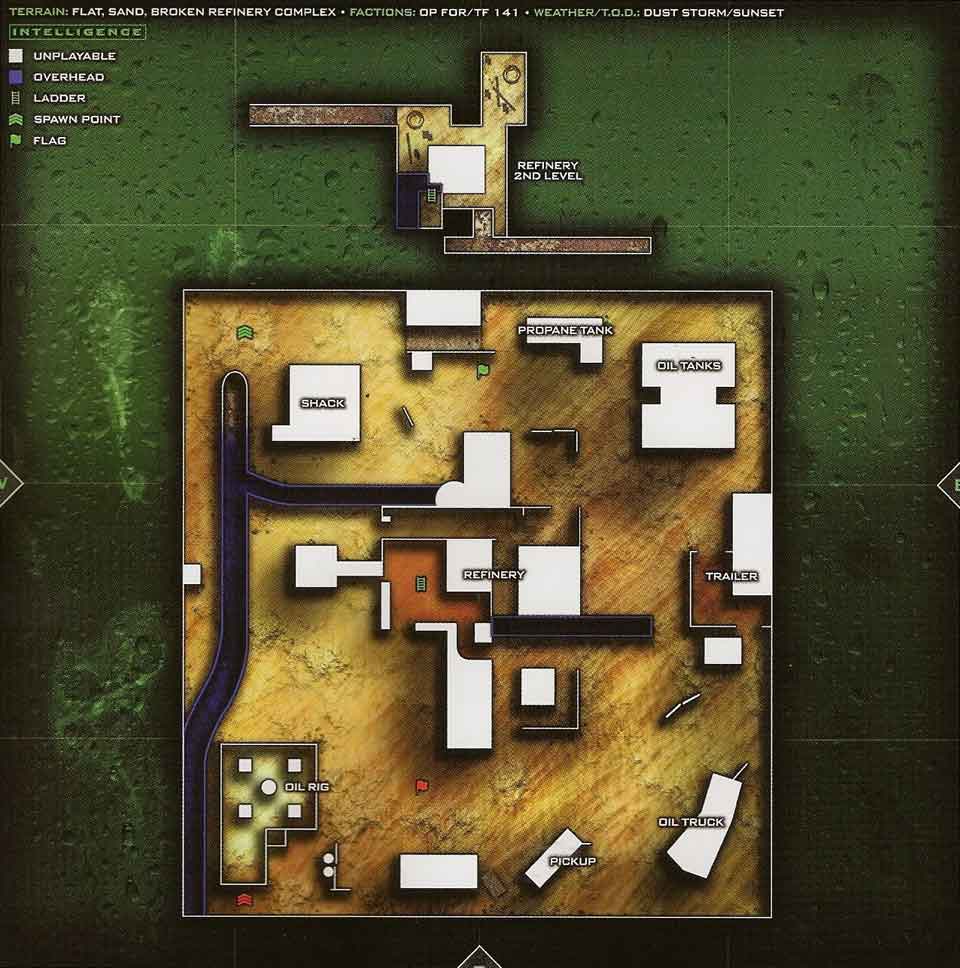 TERRAIN: FLAT, SAND, BROKEN REFINERY COMPLEX • FACTIONS: OP FOR/TF 141 • WEATHER/T.O.D.: DUST STORM/SUNSET
INTELLIGENCE
UNPLAYABLE
OVERHEAD
LADDER
SPAWN POINT
FLAG
REFINERY
2ND LEVEL
PROPANE TANK
OIL TANKS
SHACK
REFINERY
TRAILER
OIL RIG
OIL TRUCK
PICKUP